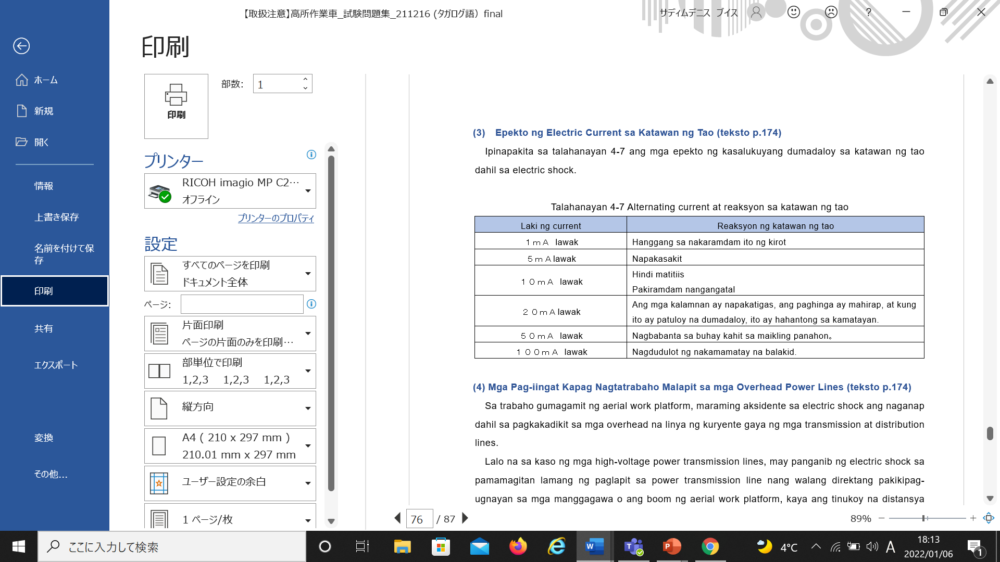 【取扱注意】高所作業車_試験問題集_211216 (タガログ語） final
サディムデニス ブイス
?
印刷
ホーム
新規
開く
情報
上書き保存
名前を付けて保
存
印刷
共有
エクスポート
変換
その他...
印刷
部数:
1
プリンター
RICOH imagio MP C2…
オフライン
プリンターのプロパティ
設定
すべてのページを印刷
ドキュメント全体
ページ:
片面印刷
ページの片面のみを印刷…
部単位で印刷
1,2,3 1,2,3 1,2,3
縦方向
A4 ( 210 x 297 mm )
210.01 mm x 297 mm
ユーザー設定の余白
1 ページ/枚
(3) Epekto ng Electric Current sa Katawan ng Tao (teksto p.174)
Ipinapakita sa talahanayan 4-7 ang mga epekto ng kasalukuyang dumadaloy sa katawan ng tao
dahil sa electric shock.
Talahanayan 4-7 Alternating current at reaksyon sa katawan ng tao
Laki ng current Reaksyon ng katawan ng tao
１ｍＡ lawak Hanggang sa nakaramdam ito ng kirot
５ｍＡlawak Napakasakit
１０ｍＡ lawak Hindi matitiis
Pakiramdam nangangatal
２０ｍＡlawak Ang mga kalamnan ay napakatigas, ang paghinga ay mahirap, at kung
ito ay patuloy na dumadaloy, ito ay hahantong sa kamatayan.
５０ｍＡ lawak Nagbabanta sa buhay kahit sa maikling panahon。
１００ｍＡ lawak Nagdudulot ng nakamamatay na balakid.
(4) Mga Pag-iingat Kapag Nagtatrabaho Malapit sa mga Overhead Power Lines (teksto p.174)
Sa trabaho gumagamit ng aerial work platform, maraming aksidente sa electric shock ang naganap
dahil sa pagkakadikit sa mga overhead na linya ng kuryente gaya ng mga transmission at distribution
lines.
Lalo na sa kaso ng mga high-voltage power transmission lines, may panganib ng electric shock sa
pamamagitan lamang ng paglapit sa power transmission line nang walang direktang pakikipag-
ugnayan sa mga manggagawa o ang boom ng aerial work platform, kaya ang tinukoy na distansya
76 / 87
89%
ここに入力して検索
4°C
A
18:13
2022/01/06
1